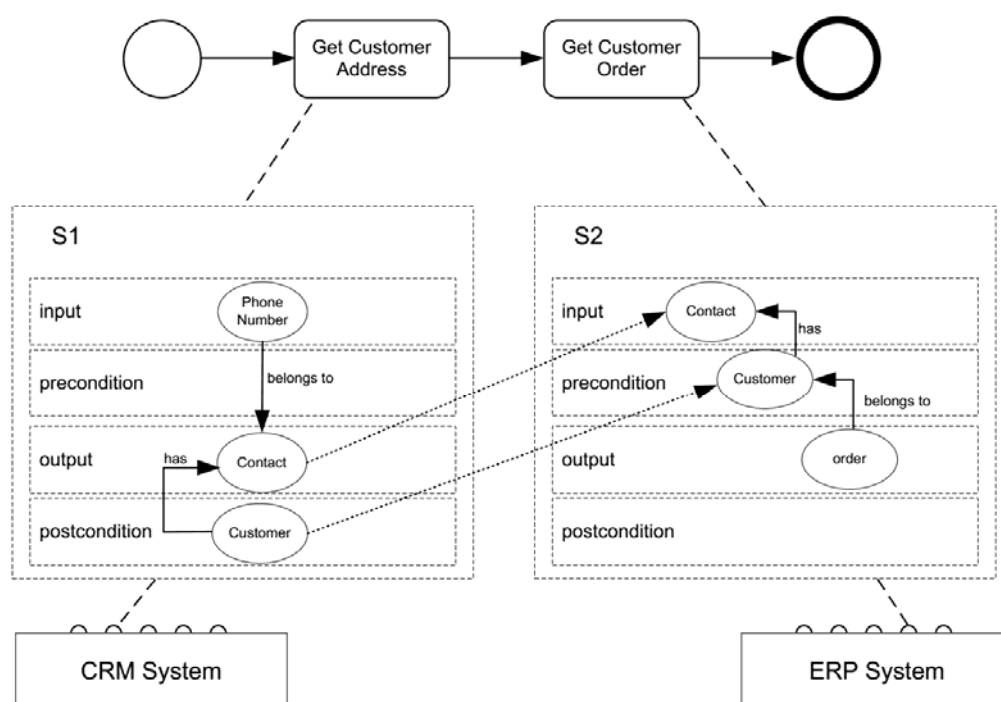 Get Customer
Address
Get Customer
Order
S1
input
Phone
Number
precondition
belongs to
output
has
Contact
postcondition
Customer
S2
input
Contact
has
precondition
Customer
belongs to
output
order
postcondition
CRM System
ERP System